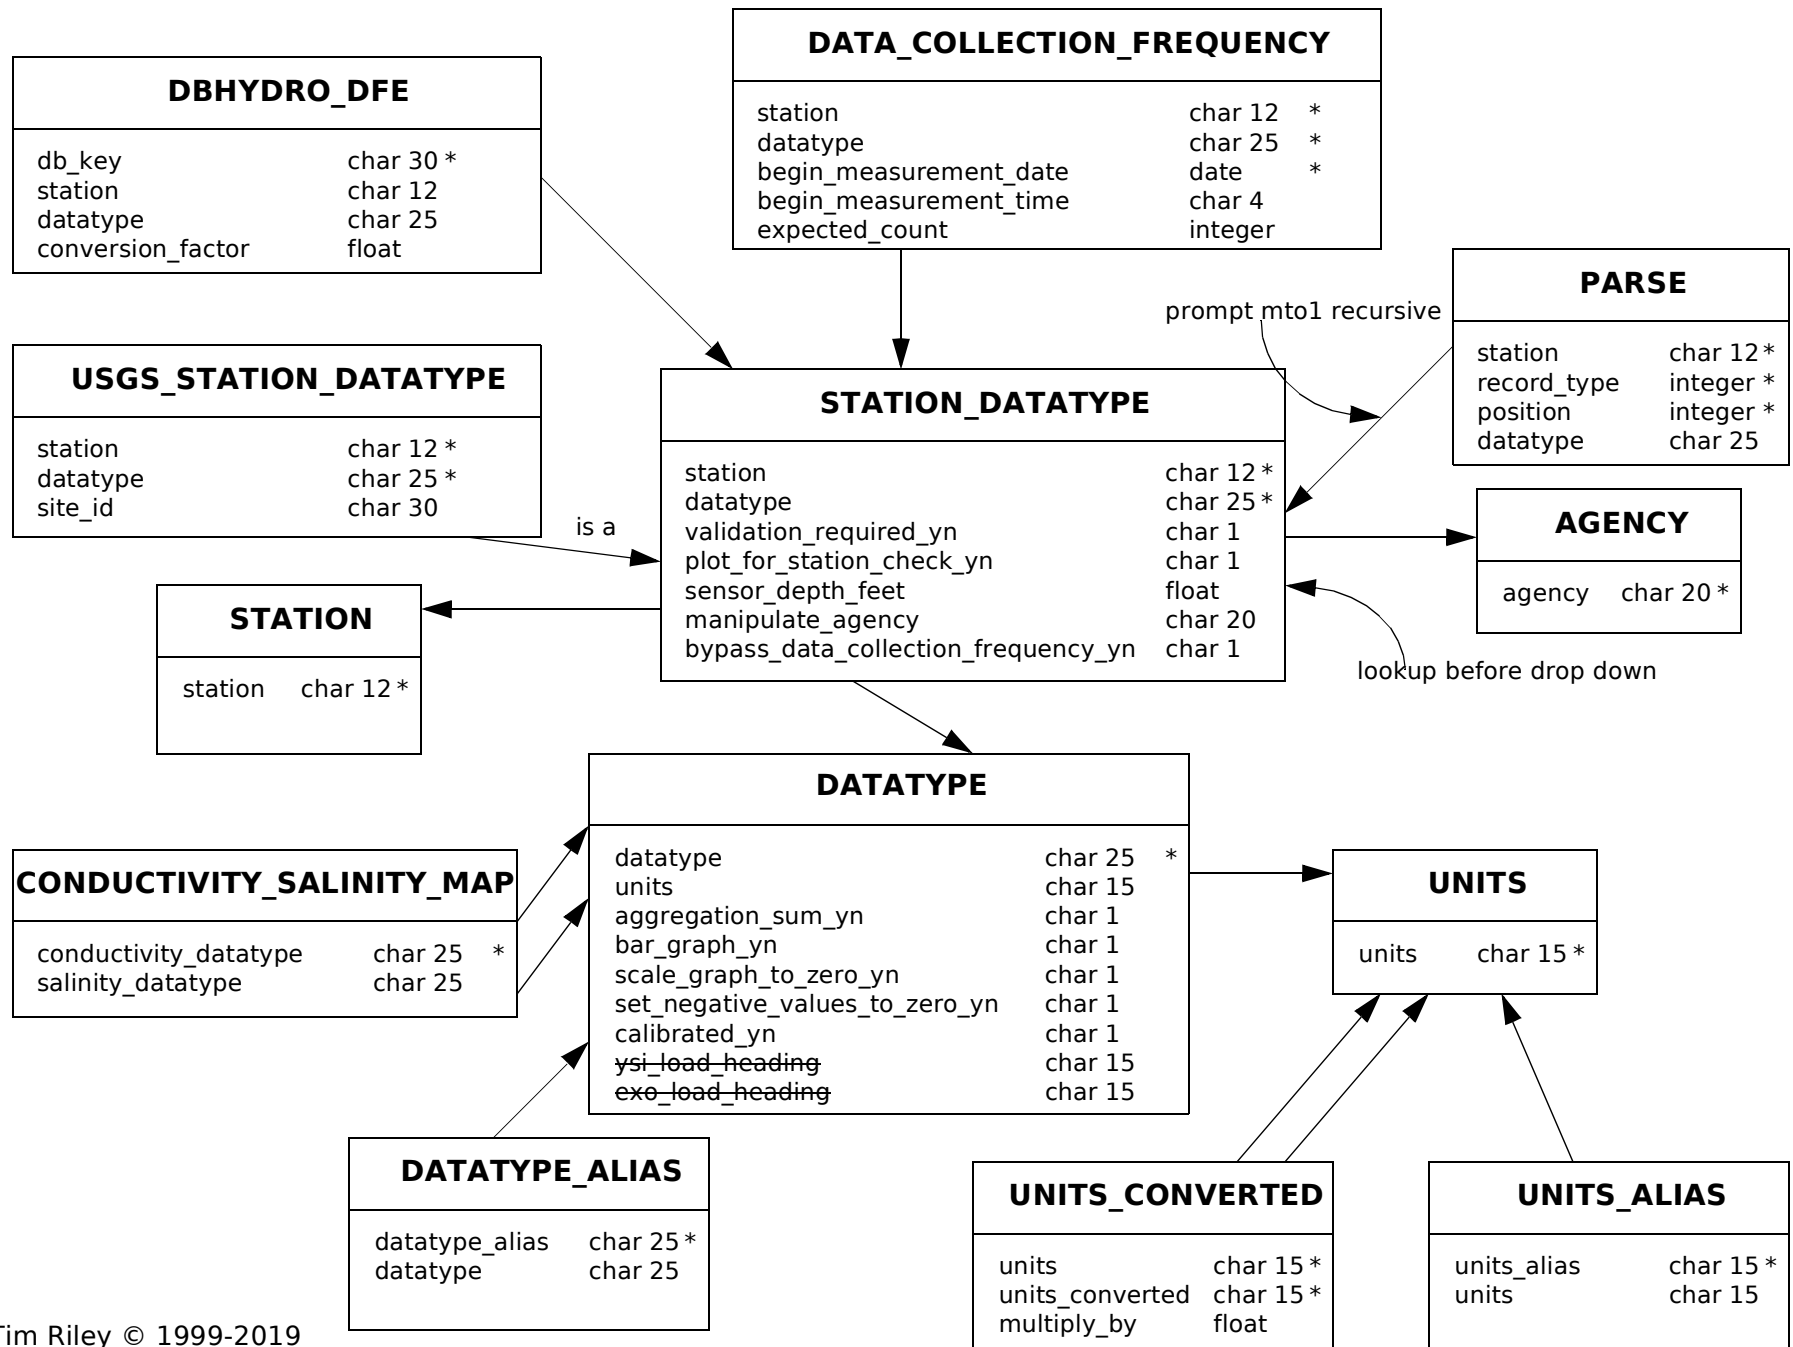 DATA_COLLECTION_FREQUENCY
station char 12 *
datatype char 25 *
begin_measurement_date date *
begin_measurement_time char 4
expected_count integer
DBHYDRO_DFE
db_key char 30 *
station char 12
datatype char 25
conversion_factor float
PARSE
station char 12 *
record_type integer *
position integer *
datatype char 25
prompt mto1 recursive
USGS_STATION_DATATYPE
station char 12 *
datatype char 25 *
site_id char 30
is a
STATION_DATATYPE
station char 12 *
datatype char 25 *
validation_required_yn char 1
plot_for_station_check_yn char 1
sensor_depth_feet float
manipulate_agency char 20
bypass_data_collection_frequency_yn char 1
AGENCY
agency char 20 *
lookup before drop down
STATION
station char 12 *
DATATYPE
datatype char 25 *
units char 15
aggregation_sum_yn char 1
bar_graph_yn char 1
scale_graph_to_zero_yn char 1
set_negative_values_to_zero_yn char 1
calibrated_yn char 1
ysi_load_heading char 15
exo_load_heading char 15
CONDUCTIVITY_SALINITY_MAP
conductivity_datatype char 25 *
salinity_datatype char 25
UNITS
units char 15 *
DATATYPE_ALIAS
datatype_alias char 25 *
datatype char 25
UNITS_CONVERTED
units char 15 *
units_converted char 15 *
multiply_by float
UNITS_ALIAS
units_alias char 15 *
units char 15
Tim Riley © 1999-2019